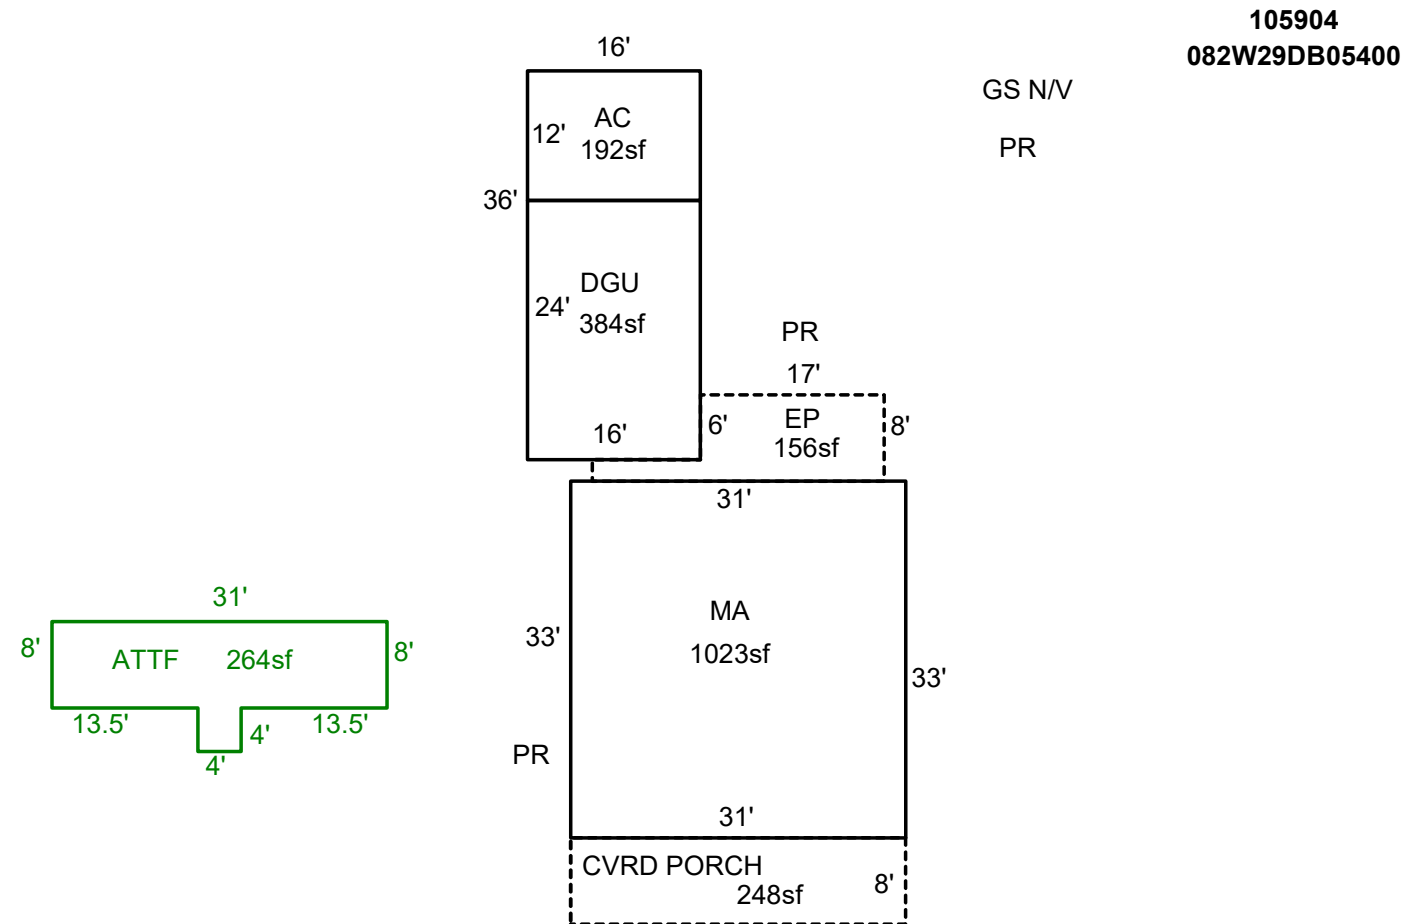 105904
082W29DB05400
16'
GS N/V
12'
AC
192sf
PR
36'
DGU
24'
384sf
PR
17'
16'
6'
EP
156sf
8'
31'
31'
MA
8'
ATTF
264sf
8'
33'
1023sf
33'
13.5'
4'
13.5'
4'
PR
31'
CVRD PORCH
248sf
8'